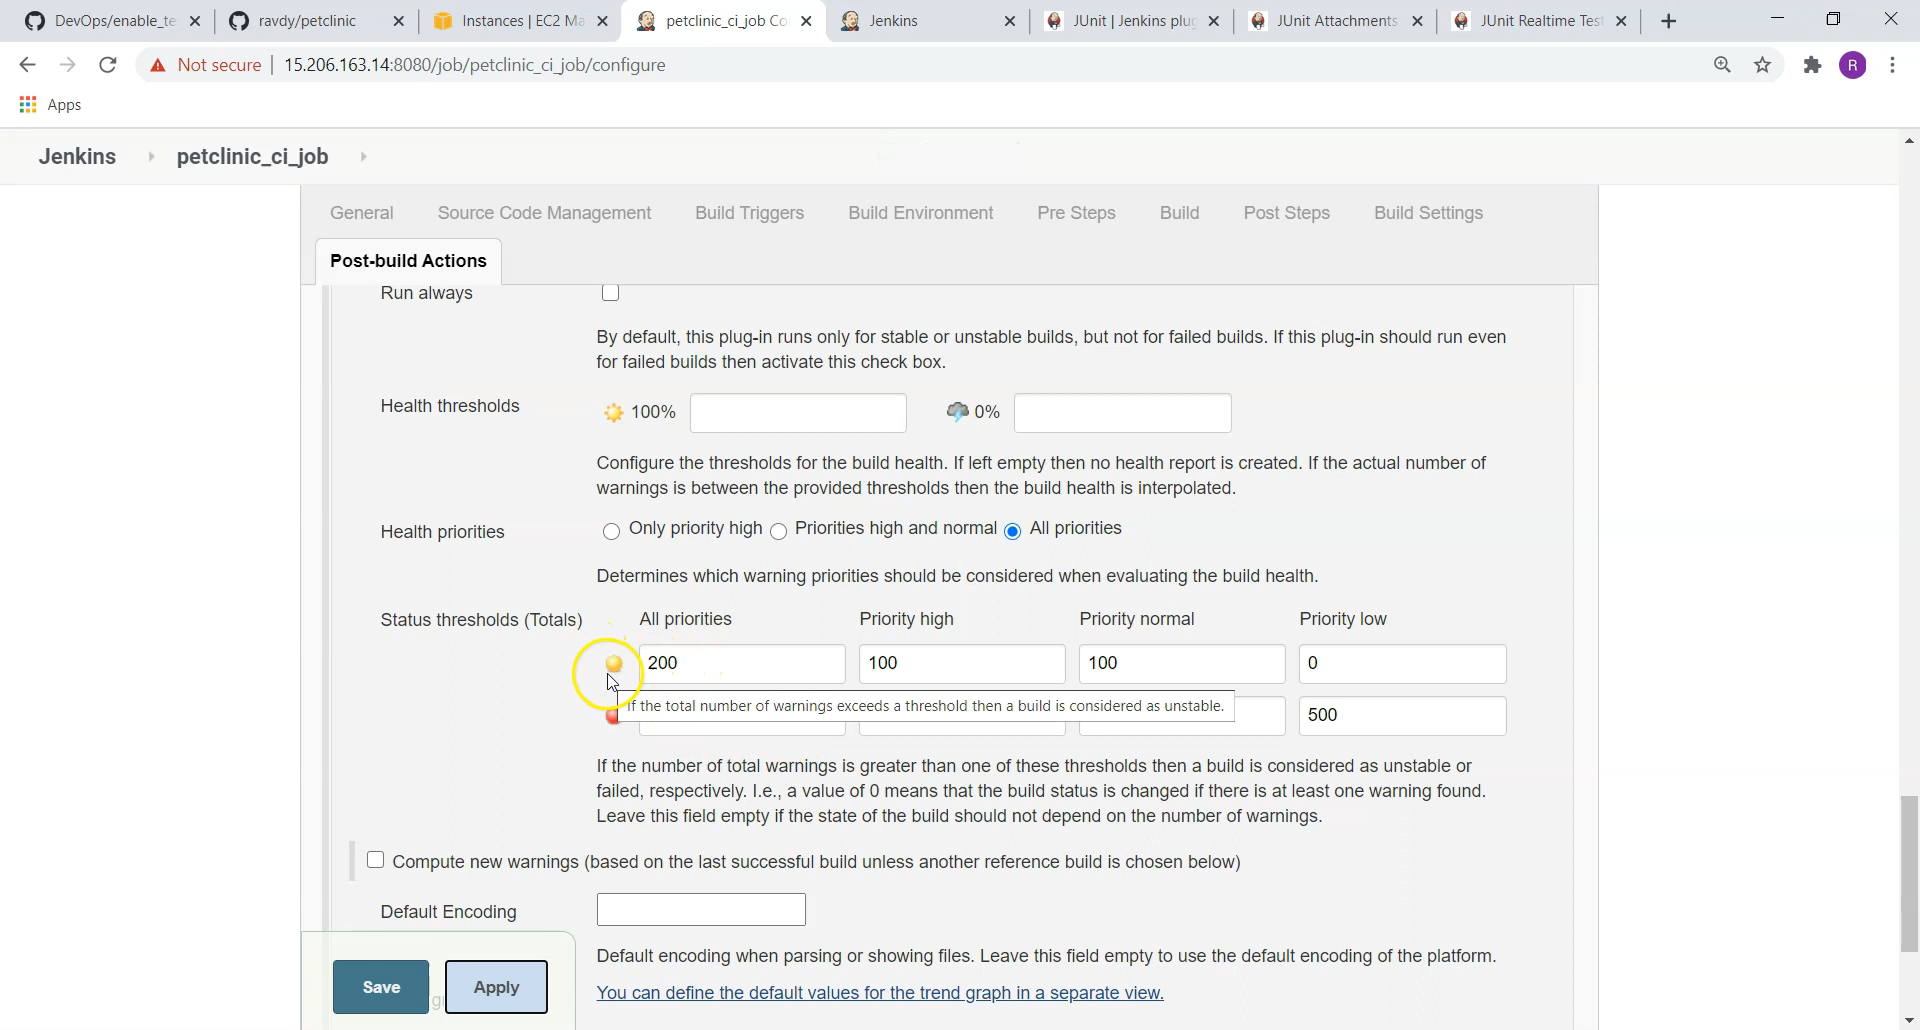 DevOps/enable_te
ravdy/petclinic
Instances | EC2 Ma
petclinic_ci_job Co
Jenkins
JUnit | Jenkins plug
JUnit Attachments
JUnit Realtime Test
Not secure
15.206.163.14:8080/job/petclinic_ci_job/configure
R
Apps
Jenkins
petclinic_ci_job
General
Source Code Management
Build Triggers
Build Environment
Pre Steps
Build
Post Steps
Build Settings
Post-build Actions
Run always
By default, this plug-in runs only for stable or unstable builds, but not for failed builds. If this plug-in should run even
for failed builds then activate this check box.
Health thresholds
100%
0%
Configure the thresholds for the build health. If left empty then no health report is created. If the actual number of
warnings is between the provided thresholds then the build health is interpolated.
Health priorities
Only priority high
Priorities high and normal
All priorities
Determines which warning priorities should be considered when evaluating the build health.
Status thresholds (Totals)
All priorities
Priority high
Priority normal
Priority low
200
100
100
0
If the total number of warnings exceeds a threshold then a build is considered as unstable.
500
If the number of total warnings is greater than one of these thresholds then a build is considered as unstable or
failed, respectively. I.e., a value of 0 means that the build status is changed if there is at least one warning found.
Leave this field empty if the state of the build should not depend on the number of warnings.
Compute new warnings (based on the last successful build unless another reference build is chosen below)
Default Encoding
Default encoding when parsing or showing files. Leave this field empty to use the default encoding of the platform.
Save
Apply
You can define the default values for the trend graph in a separate view.